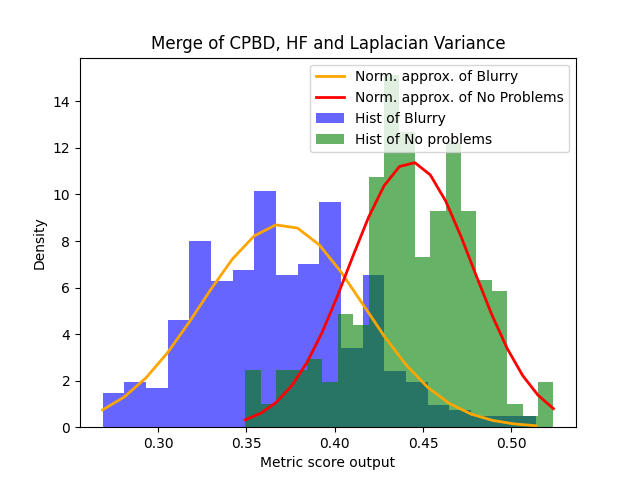 Merge of CPBD, HF and Laplacian Variance
Norm. approx. of Blurry
Norm. approx. of No Problems
Hist of Blurry
Hist of No problems
Density
14
12
10
8
6
4
2
0
0.30 0.35 0.40 0.45 0.50
Metric score output